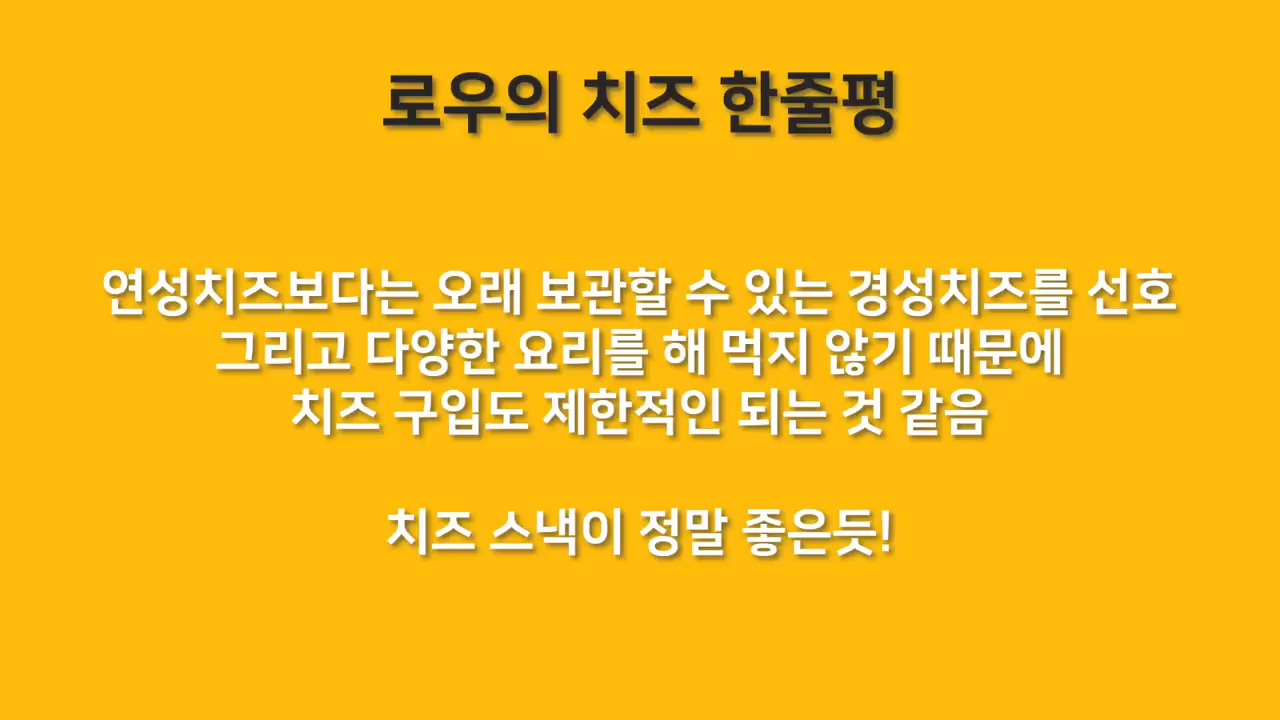 로우의 치즈 한줄평
연성치즈보다는 오래 보관할 수 있는 경성치즈를 선호
그리고 다양한 요리를 해 먹지 않기 때문에
치즈 구입도 제한적인 되는 것 같음
치즈 스낵이 정말 좋은듯!